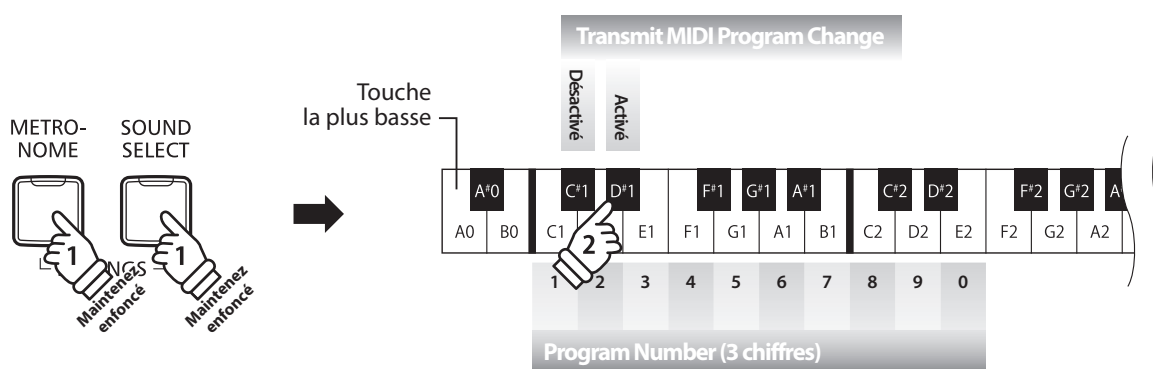 Transmit MIDI Program Change
Désactivé
Activé
Touche
la plus basse
METRO-
NOME
SOUND
SELECT
1
1
NGS
Maintenez
enfoncé
Maintenez
enfoncé
A#0 C#1 D#1 F#1 G#1 A#1 C#2 D#2 F#2 G#2 A
A0 B0 C1 E1 F1 G1 A1 B1 C2 D2 E2 F2 G2 A2
2
1 2 3 4 5 6 7 8 9 0
Program Number (3 chiffres)